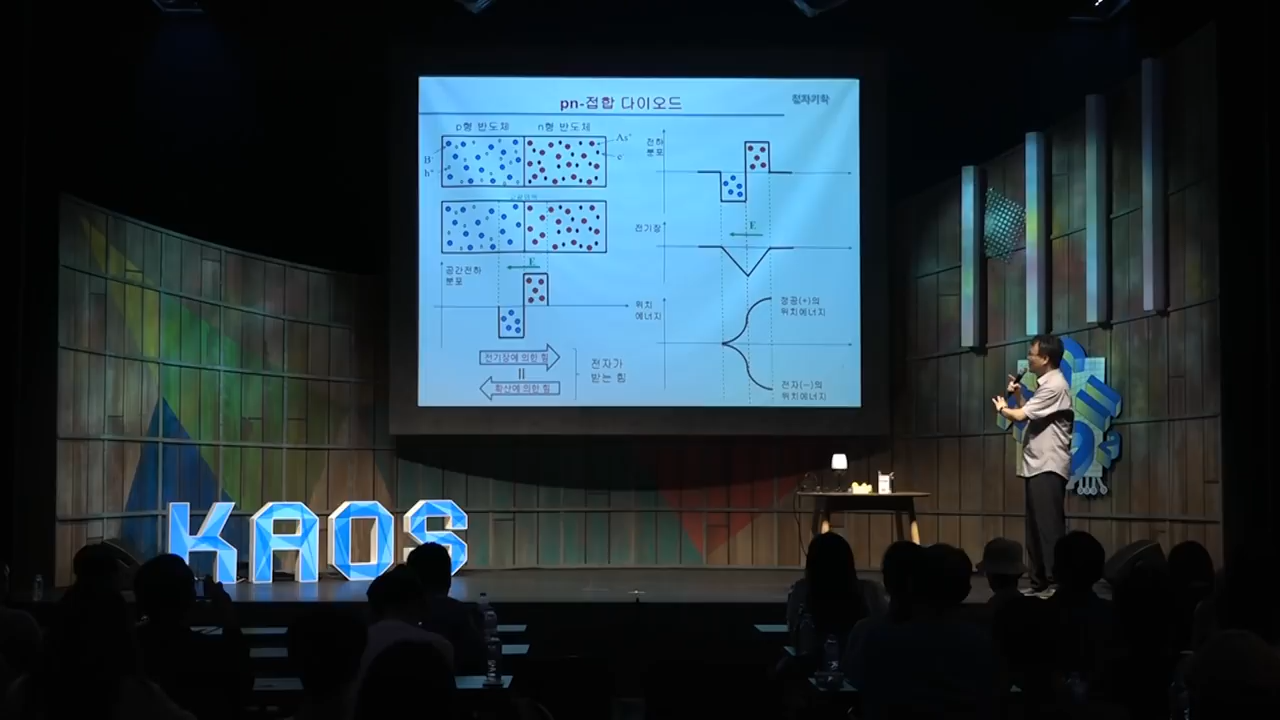 pn-접합 다이오드
전자기학
p형 반도체
n형 반도체
As⁺
e⁻
B⁻
h⁺
E
공간전하
분포
위치
에너지
전기장에 의한 힘
=
확산에 의한 힘
전자가
받는 힘
전하
분포
전기장
E
정공(+)의
위치에너지
전자(−)의
위치에너지
KAOS